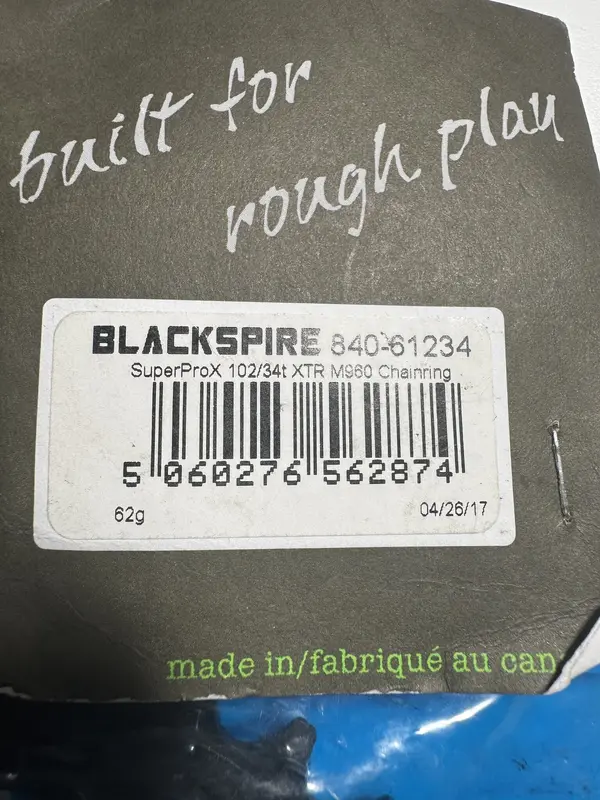 built for
rough play
BLACKSPIRE 840-61234
SuperProX 102/34t XTR M960 Chainring
5 060276 562874
62g 04/26/17
made in/fabriqué au can